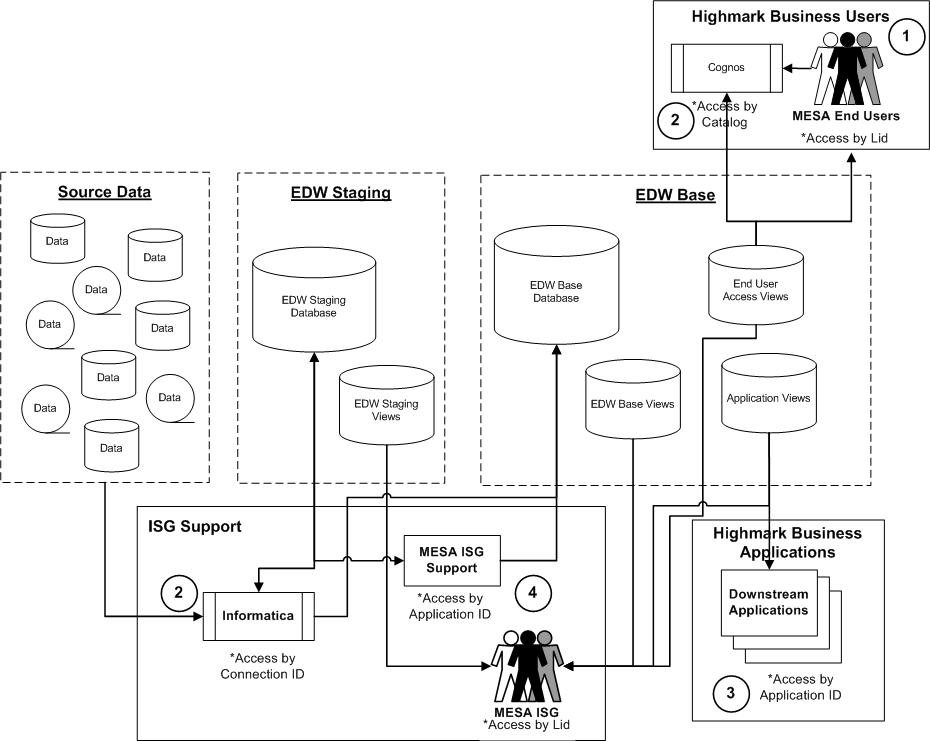 Highmark Business Users
1
Cognos
MESA End Users
*Access by Lid
2
*Access by
Catalog
Source Data
Data
Data
Data
Data
Data
Data
Data
Data
Data
EDW Staging
EDW Staging
Database
EDW Staging
Views
EDW Base
EDW Base
Database
End User
Access Views
EDW Base Views
Application Views
ISG Support
2
Informatica
*Access by
Connection ID
MESA ISG
Support
*Access by
Application ID
4
MESA ISG
*Access by Lid
Highmark Business
Applications
Downstream
Applications
*Access by
Application ID
3